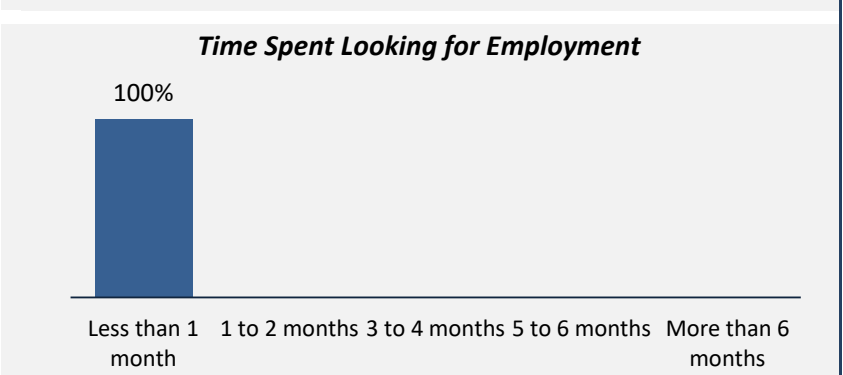 Time Spent Looking for Employment
100%
Less than 1 month
1 to 2 months
3 to 4 months
5 to 6 months
More than 6 months